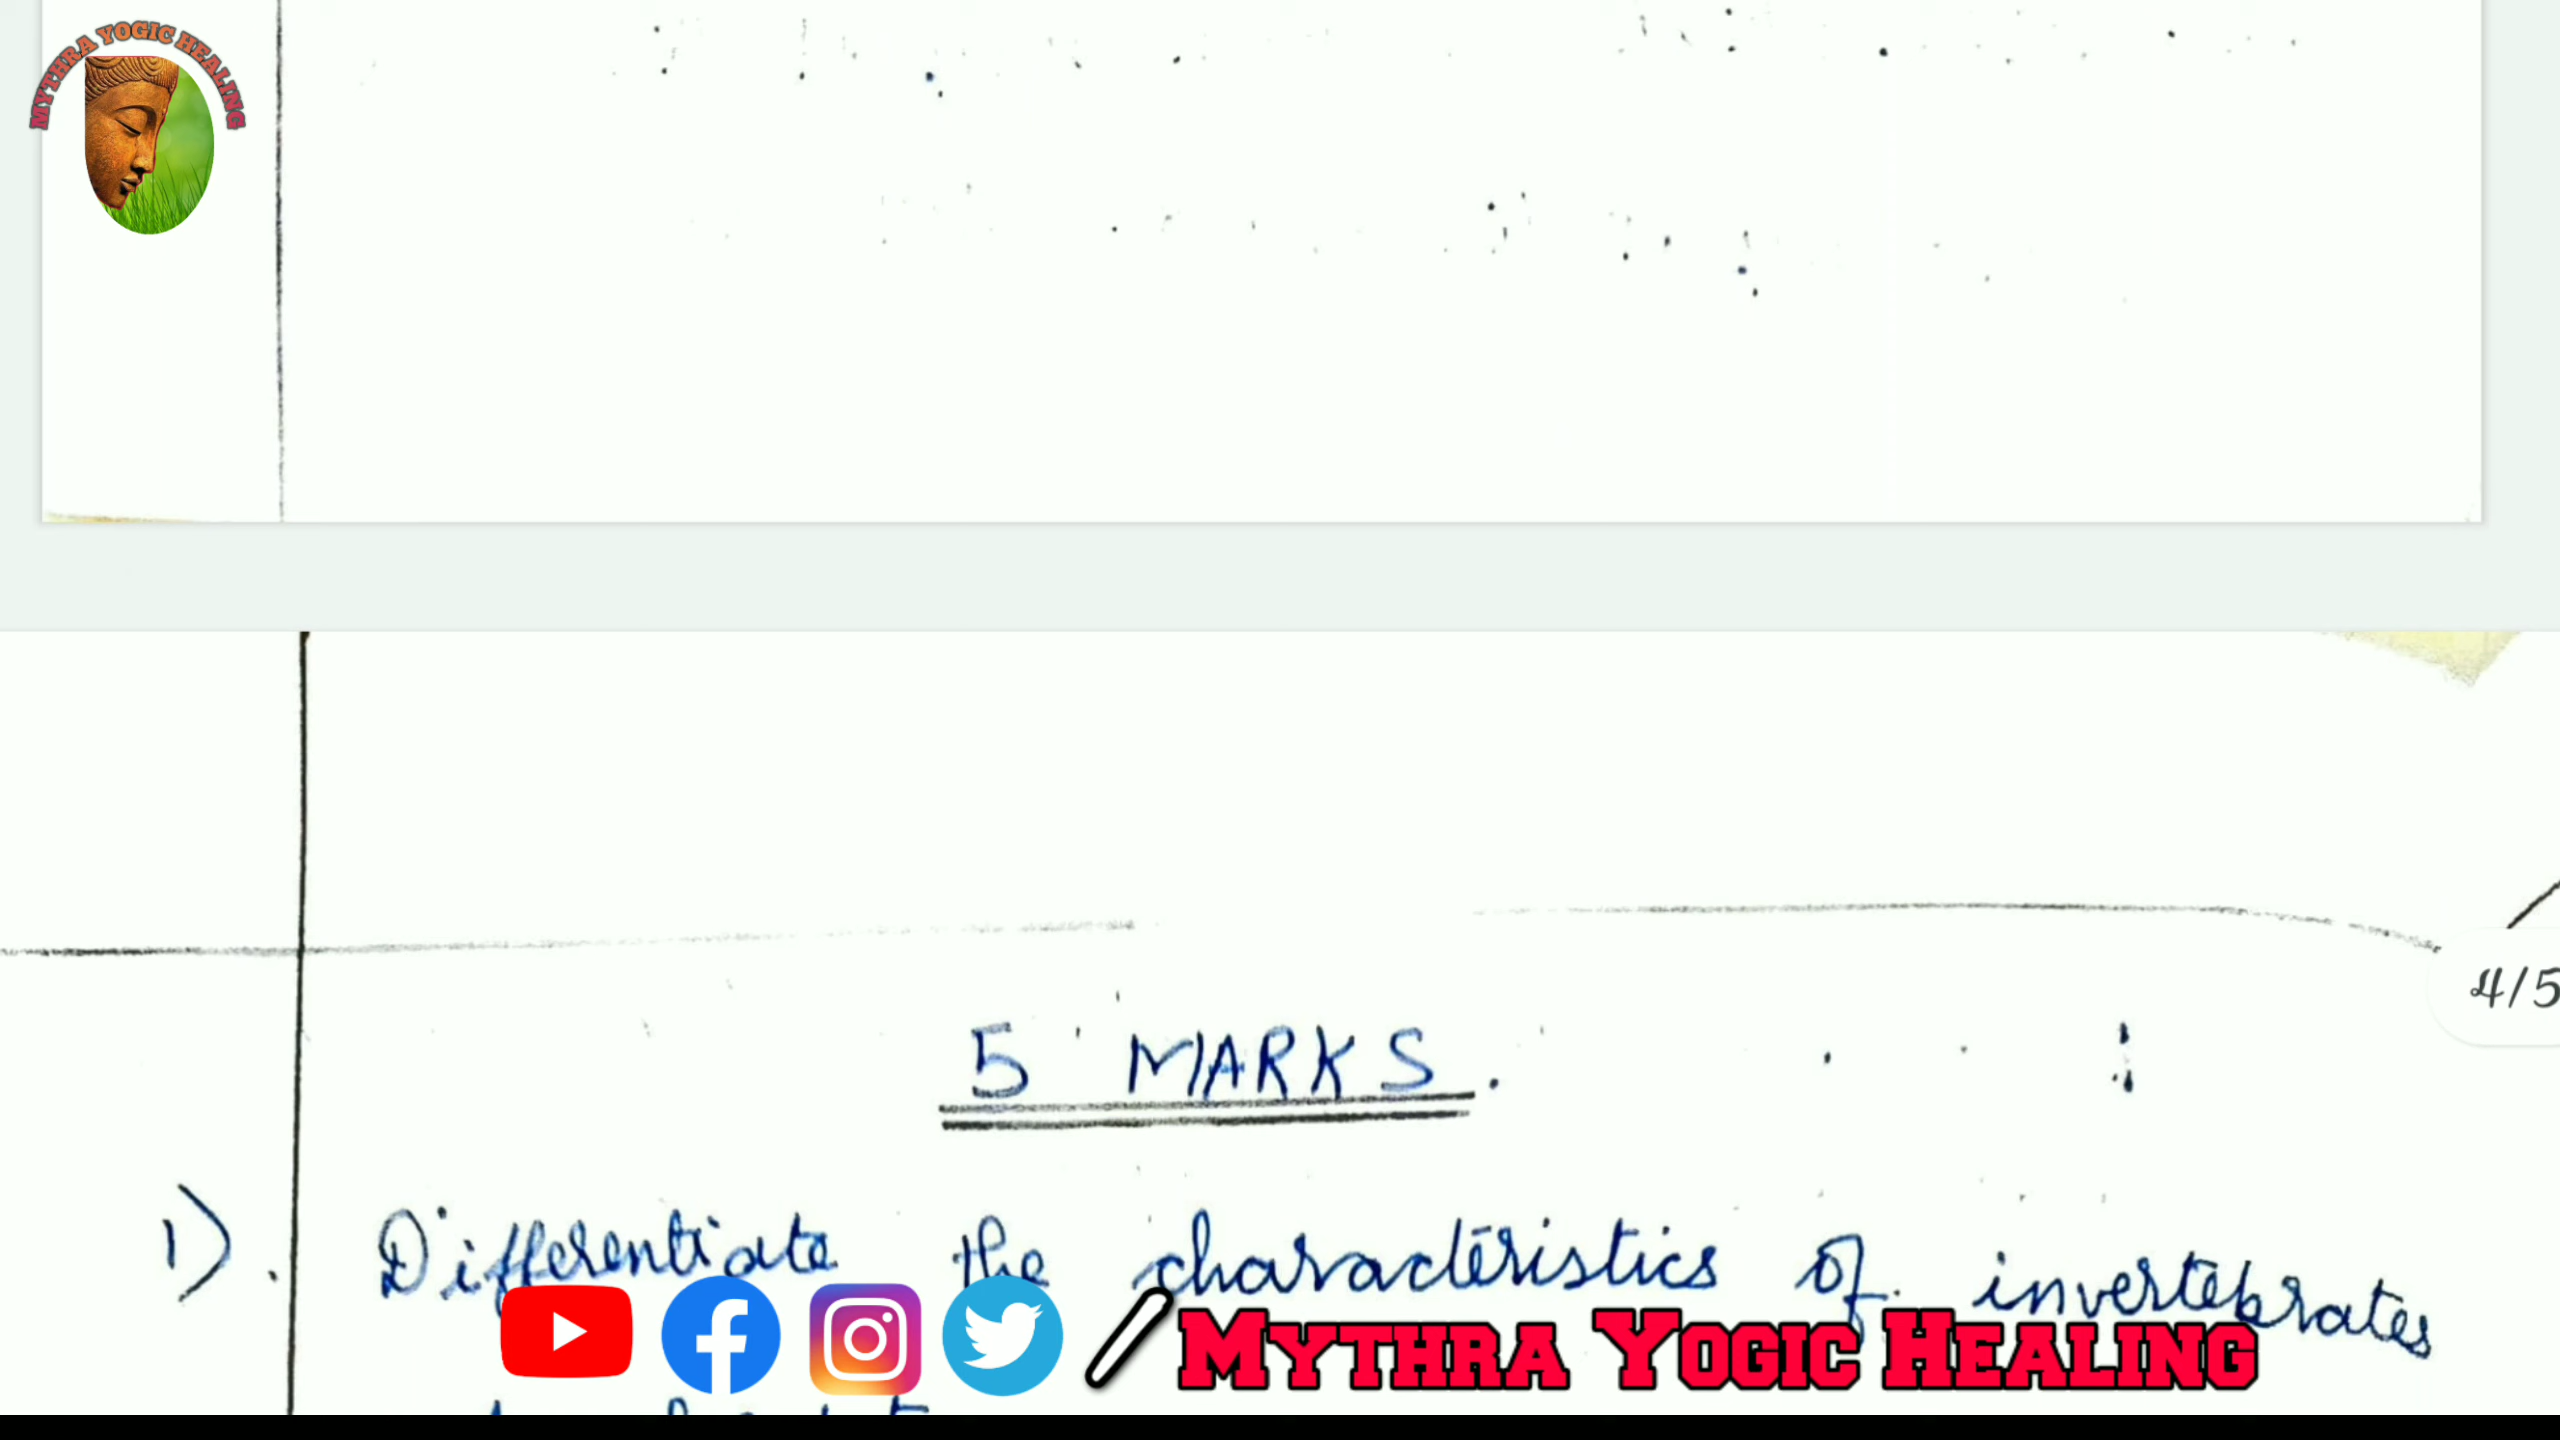 MYTHRA YOGIC HEALING
4/5
5 MARKS.
1). Differentiate the characteristics of invertebrates
MYTHRA YOGIC HEALING